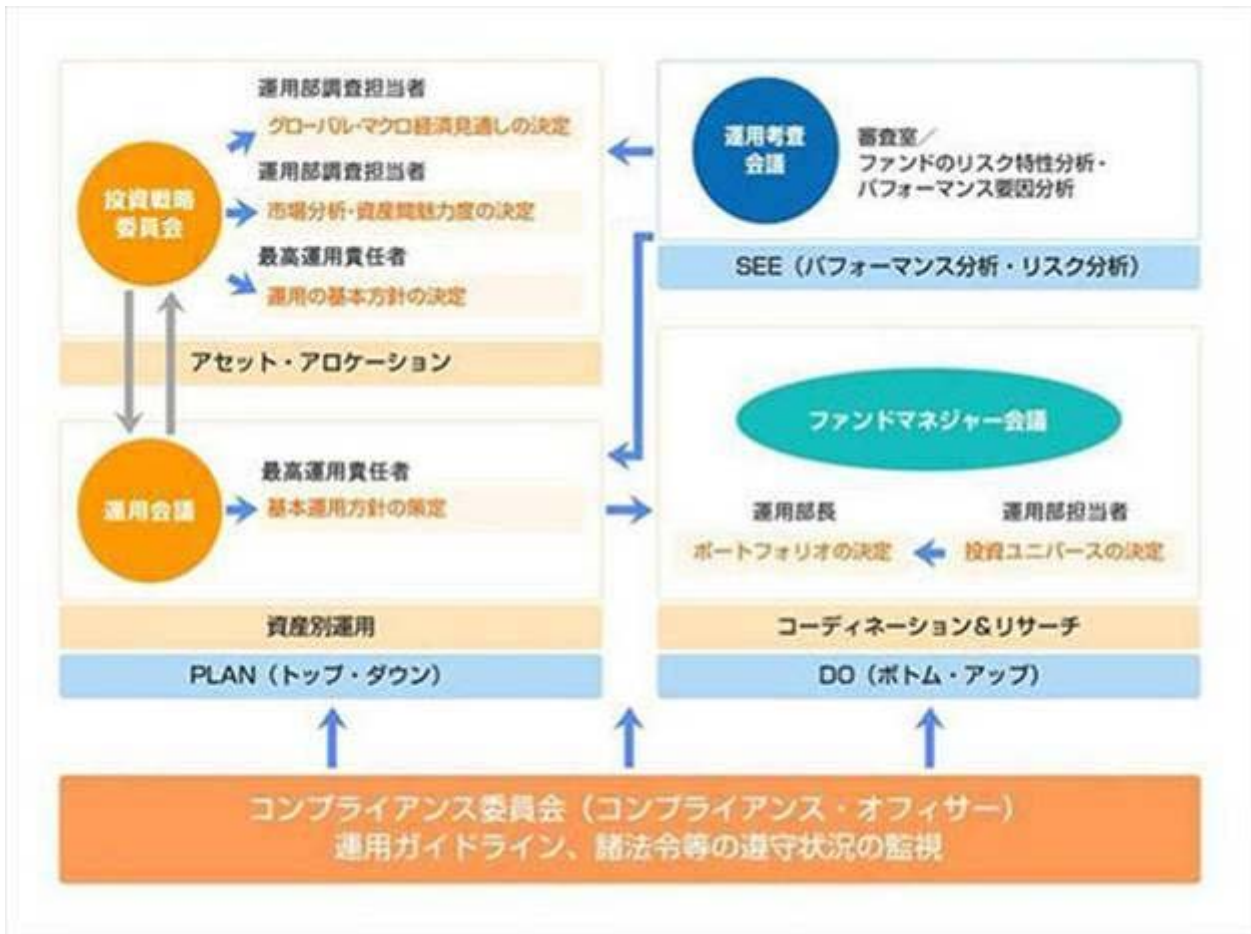 運用部調査担当者
グローバル・マクロ経済見通しの決定
投資戦略
委員会
運用部調査担当者
市場分析・資産間魅力度の決定
最高運用責任者
運用の基本方針の決定
アセット・アロケーション
運用考査
会議
審査室／
ファンドのリスク特性分析・
パフォーマンス要因分析
SEE（パフォーマンス分析・リスク分析）
運用会議
最高運用責任者
基本運用方針の策定
資産別運用
PLAN（トップ・ダウン）
ファンドマネジャー会議
運用部長
ポートフォリオの決定
運用部担当者
投資ユニバースの決定
コーディネーション&リサーチ
DO（ボトム・アップ）
コンプライアンス委員会（コンプライアンス・オフィサー）
運用ガイドライン、諸法令等の遵守状況の監視